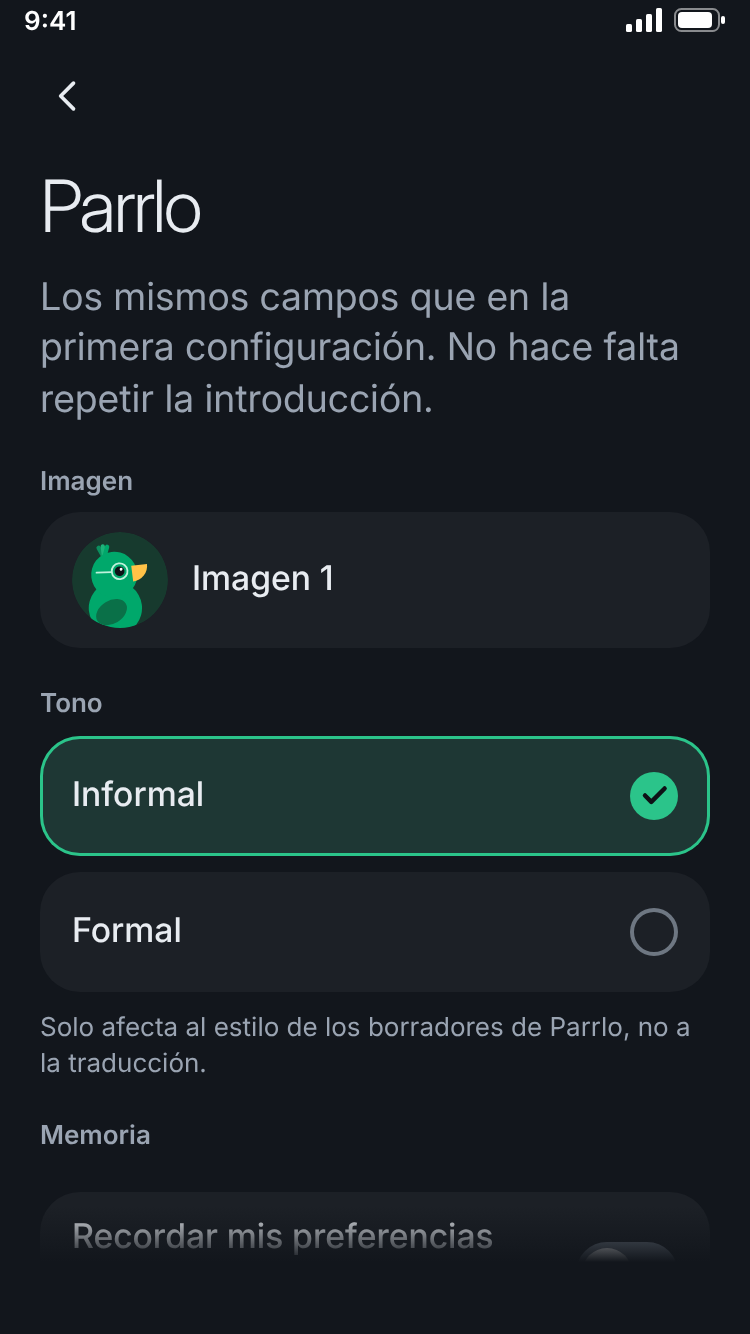 9:41
Parrlo
Los mismos campos que en la
primera configuración. No hace falta
repetir la introducción.
Imagen
Imagen 1
Tono
Informal
Formal
Solo afecta al estilo de los borradores de Parrlo, no a
la traducción.
Memoria
Recordar mis preferencias